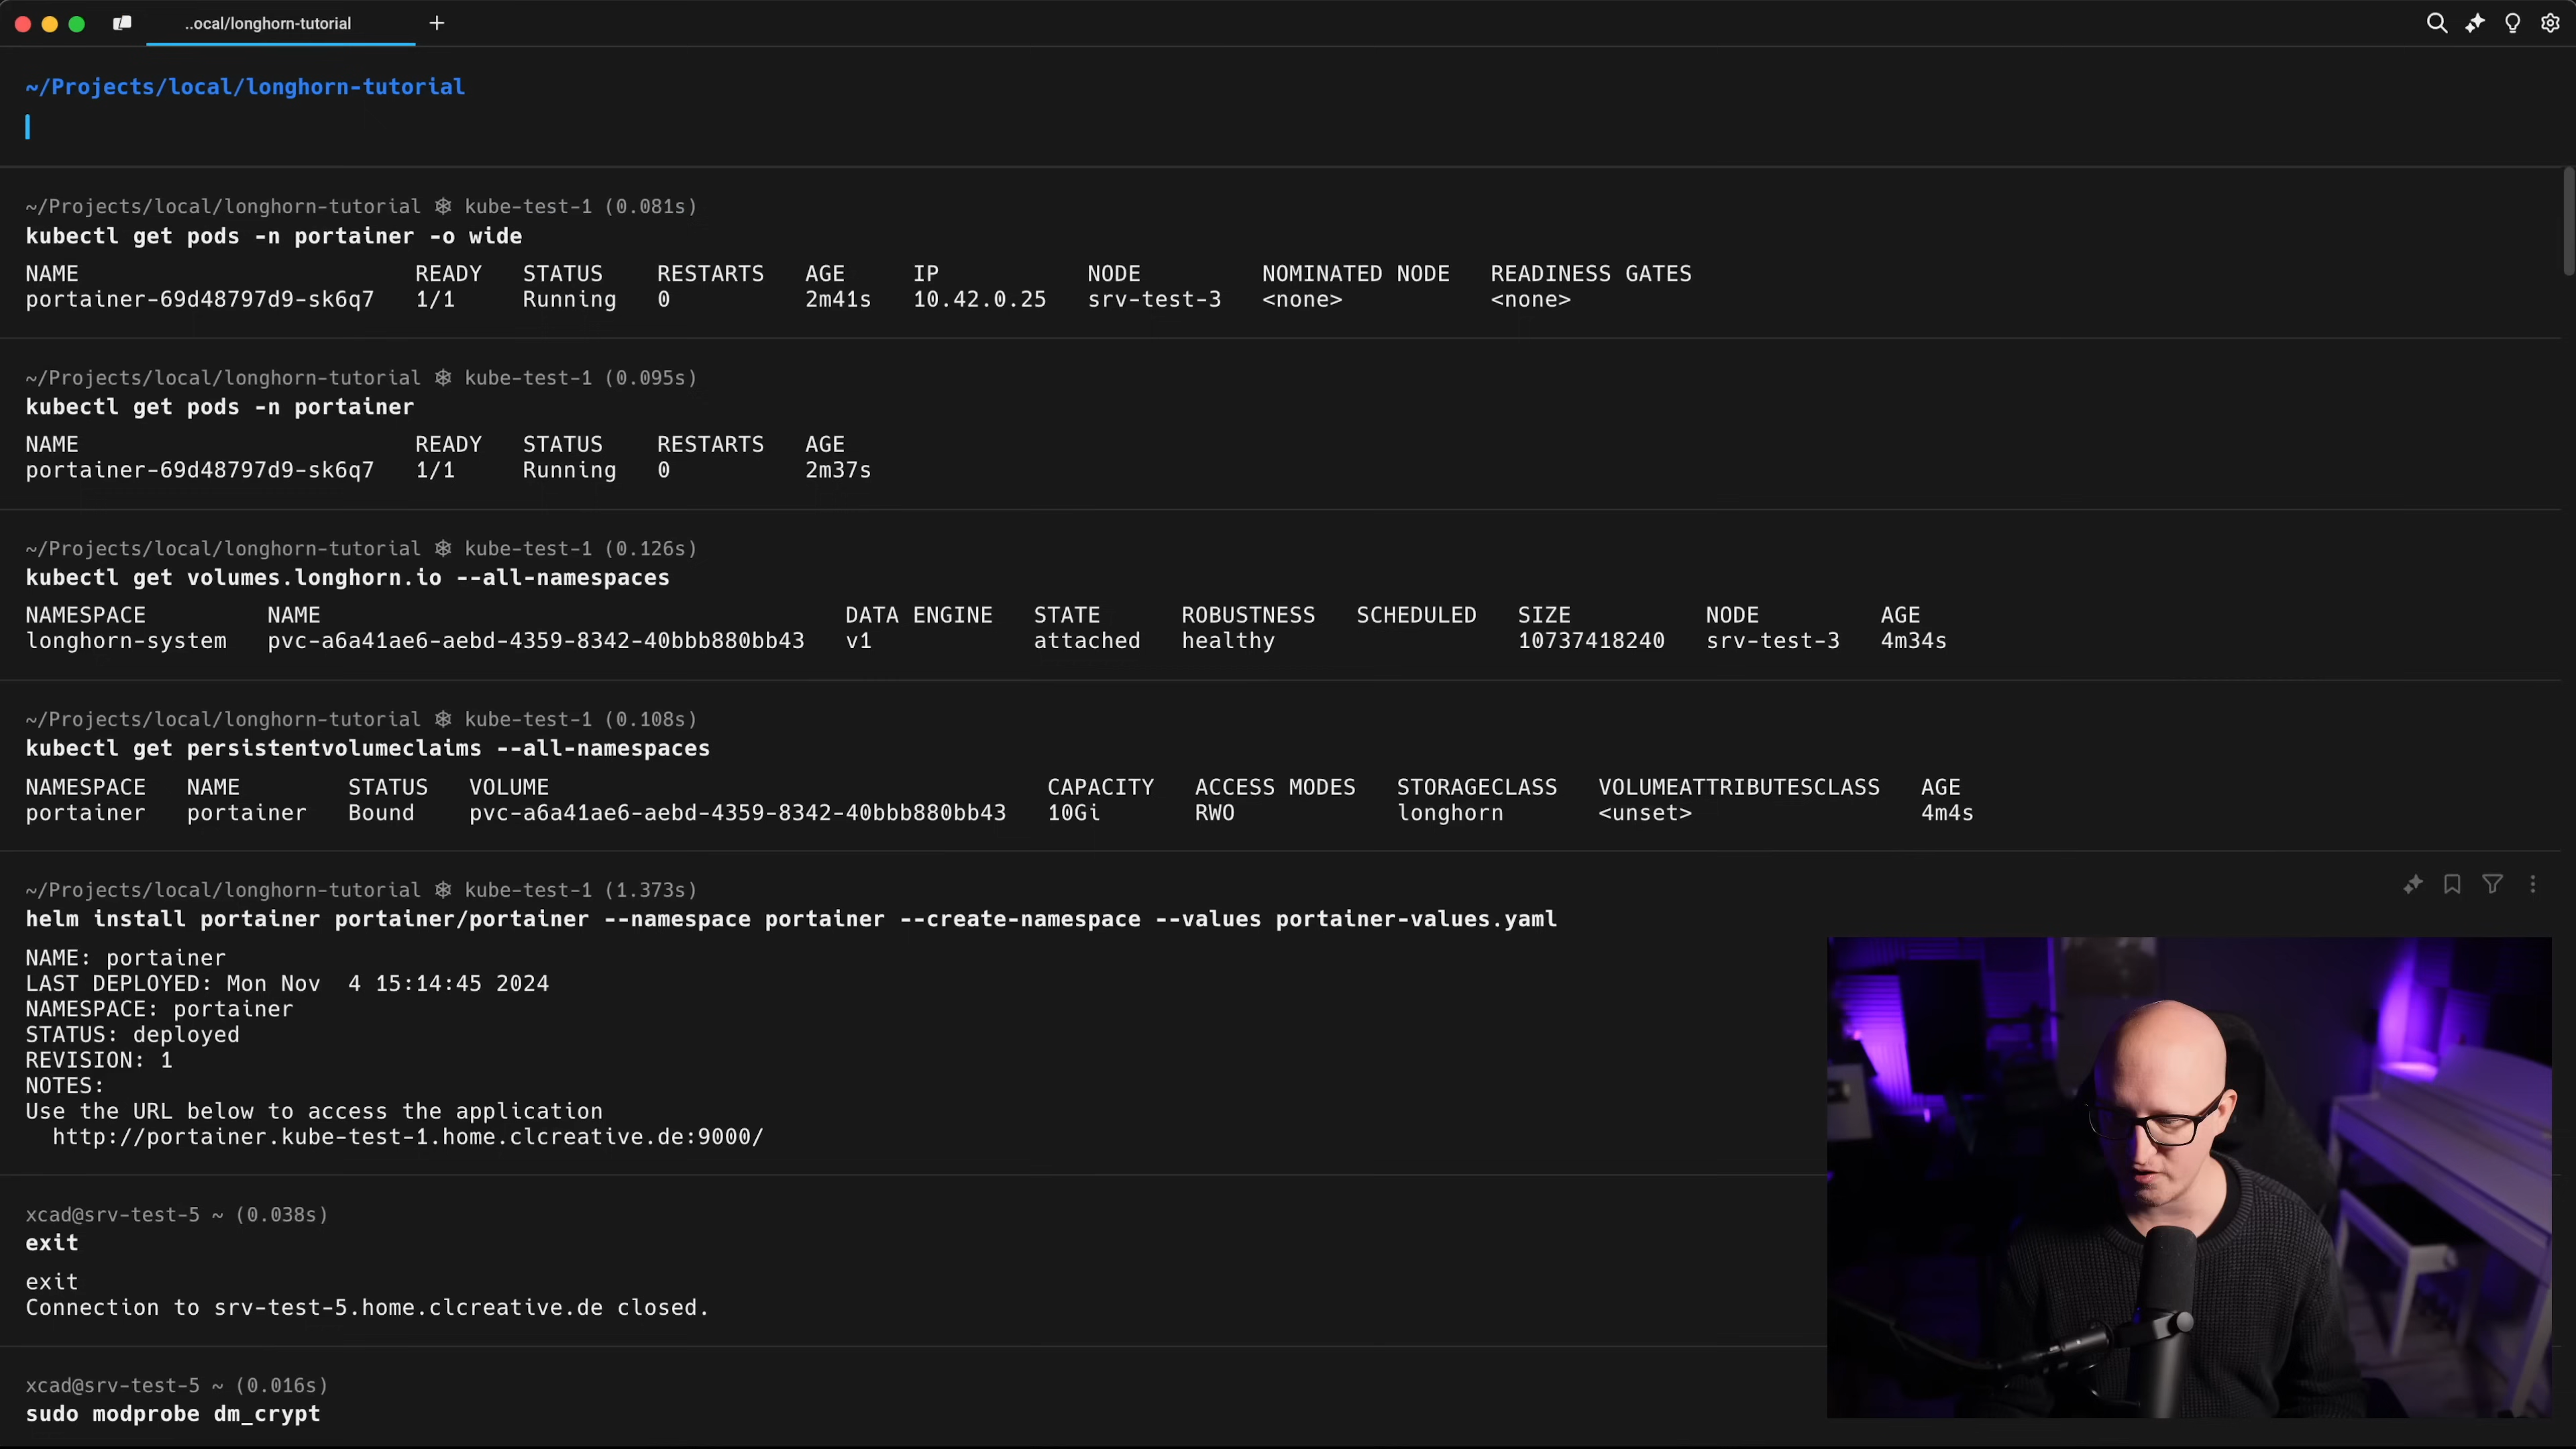 ..ocal/longhorn-tutorial
~/Projects/local/longhorn-tutorial
~/Projects/local/longhorn-tutorial ⎈ kube-test-1 (0.081s)
kubectl get pods -n portainer -o wide
NAME READY STATUS RESTARTS AGE IP NODE NOMINATED NODE READINESS GATES
portainer-69d48797d9-sk6q7 1/1 Running 0 2m41s 10.42.0.25 srv-test-3 <none> <none>
~/Projects/local/longhorn-tutorial ⎈ kube-test-1 (0.095s)
kubectl get pods -n portainer
NAME READY STATUS RESTARTS AGE
portainer-69d48797d9-sk6q7 1/1 Running 0 2m37s
~/Projects/local/longhorn-tutorial ⎈ kube-test-1 (0.126s)
kubectl get volumes.longhorn.io --all-namespaces
NAMESPACE NAME DATA ENGINE STATE ROBUSTNESS SCHEDULED SIZE NODE AGE
longhorn-system pvc-a6a41ae6-aebd-4359-8342-40bbb880bb43 v1 attached healthy 10737418240 srv-test-3 4m34s
~/Projects/local/longhorn-tutorial ⎈ kube-test-1 (0.108s)
kubectl get persistentvolumeclaims --all-namespaces
NAMESPACE NAME STATUS VOLUME CAPACITY ACCESS MODES STORAGECLASS VOLUMEATTRIBUTESCLASS AGE
portainer portainer Bound pvc-a6a41ae6-aebd-4359-8342-40bbb880bb43 10Gi RWO longhorn <unset> 4m4s
~/Projects/local/longhorn-tutorial ⎈ kube-test-1 (1.373s)
helm install portainer portainer/portainer --namespace portainer --create-namespace --values portainer-values.yaml
NAME: portainer
LAST DEPLOYED: Mon Nov  4 15:14:45 2024
NAMESPACE: portainer
STATUS: deployed
REVISION: 1
NOTES:
Use the URL below to access the application
http://portainer.kube-test-1.home.clcreative.de:9000/
xcad@srv-test-5 ~ (0.038s)
exit
exit
Connection to srv-test-5.home.clcreative.de closed.
xcad@srv-test-5 ~ (0.016s)
sudo modprobe dm_crypt